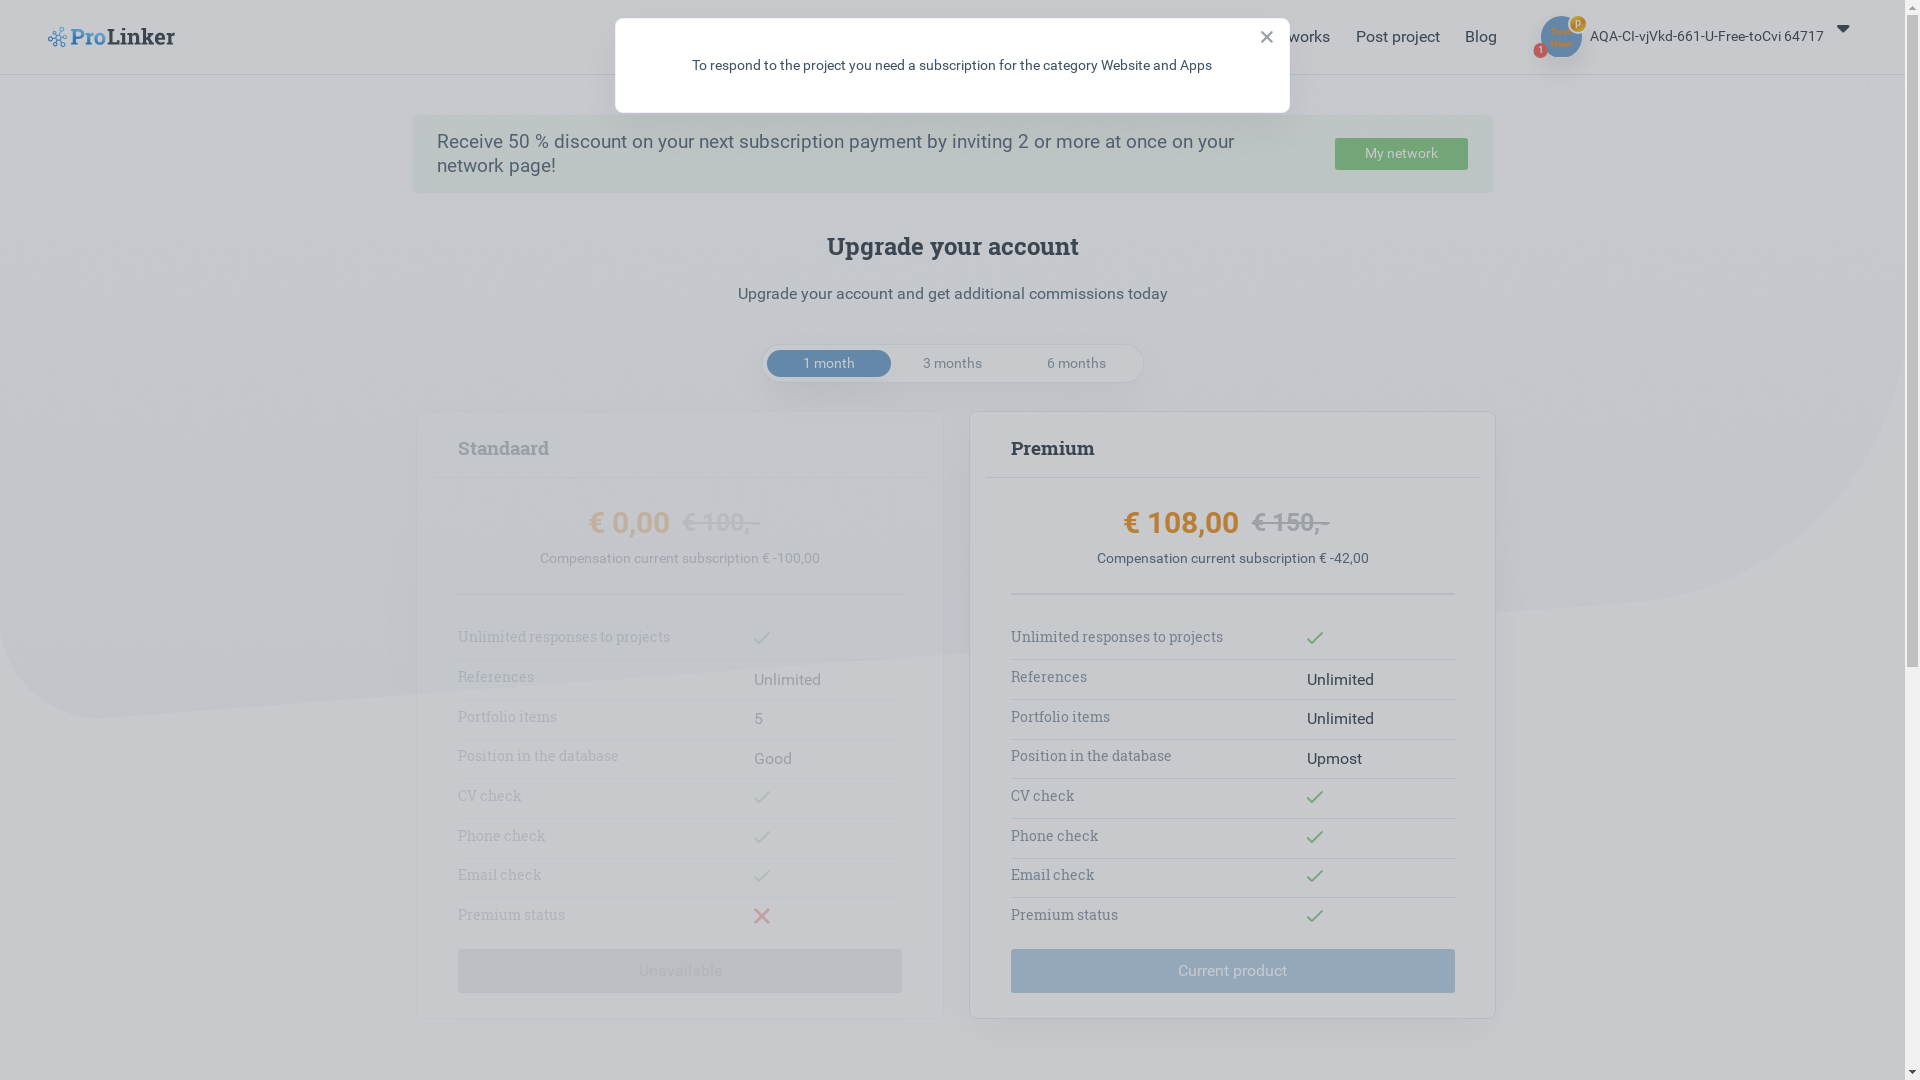 ProLinker
works
Post project
Blog
1
p
AQA-CI-vjVkd-661-U-Free-toCvi 64717
To respond to the project you need a subscription for the category Website and Apps
Receive 50 % discount on your next subscription payment by inviting 2 or more at once on your
network page!
My network
Upgrade your account
Upgrade your account and get additional commissions today
1 month
3 months
6 months
Standaard
€ 0,00 € 100,-
Compensation current subscription € -100,00
Unlimited responses to projects
References Unlimited
Portfolio items 5
Position in the database Good
CV check
Phone check
Email check
Premium status
Unavailable
Premium
€ 108,00 € 150,-
Compensation current subscription € -42,00
Unlimited responses to projects
References Unlimited
Portfolio items Unlimited
Position in the database Upmost
CV check
Phone check
Email check
Premium status
Current product